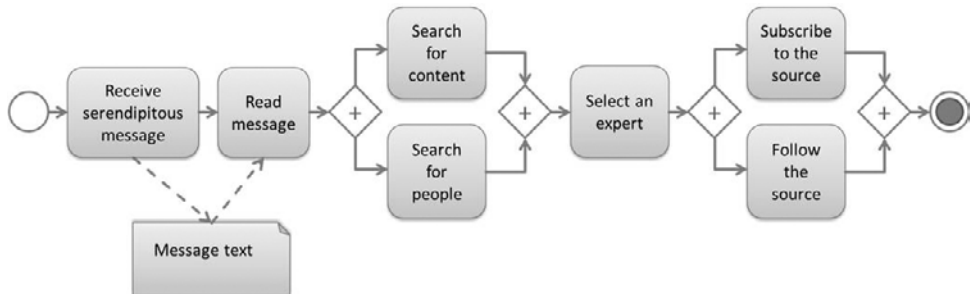 Receive
serendipitous
message
Read
message
Search
for
content
Search
for
people
Select an
expert
Subscribe
to the
source
Follow
the
source
Message text